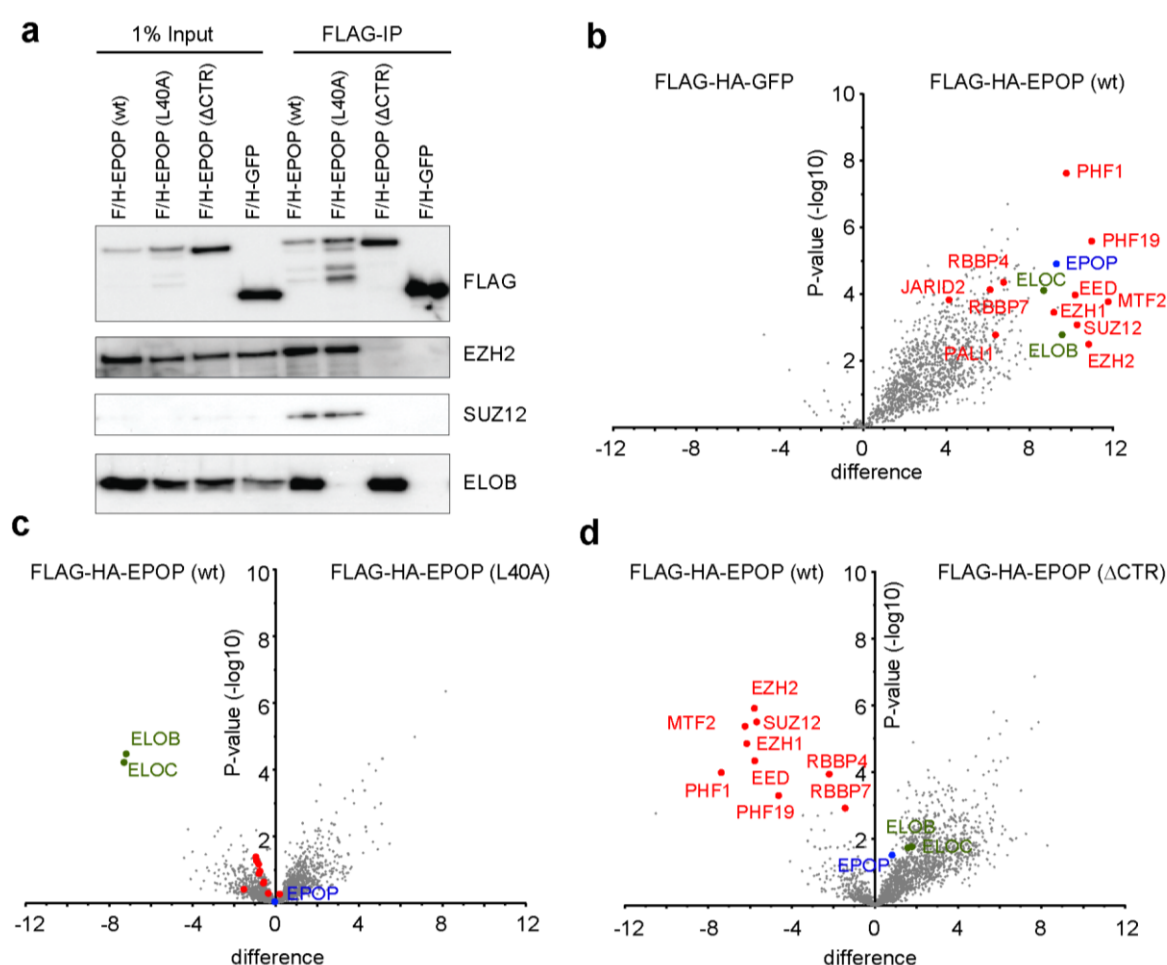 a
1% Input
FLAG-IP
F/H-EPOP (wt)
F/H-EPOP (L40A)
F/H-EPOP (ΔCTR)
F/H-GFP
F/H-EPOP (wt)
F/H-EPOP (L40A)
F/H-EPOP (ΔCTR)
F/H-GFP
FLAG
EZH2
SUZ12
ELOB
b
FLAG-HA-GFP
FLAG-HA-EPOP (wt)
P-value (-log10)
10
8
6
4
2
PHF1
PHF19
RBBP4
EPOP
ELOC
JARID2
EED
MTF2
RBBP7
EZH1
SUZ12
PALI1
ELOB
EZH2
-12 -8 -4 0 4 8 12
difference
c
FLAG-HA-EPOP (wt)
FLAG-HA-EPOP (L40A)
P-value (-log10)
10
8
6
4
2
ELOB
ELOC
EPOP
-12 -8 -4 0 4 8 12
difference
d
FLAG-HA-EPOP (wt)
FLAG-HA-EPOP (ΔCTR)
P-value (-log10)
10
8
6
4
2
EZH2
MTF2
SUZ12
EZH1
RBBP4
EED
PHF1
RBBP7
PHF19
ELOB
ELOC
EPOP
-12 -8 -4 0 4 8 12
difference